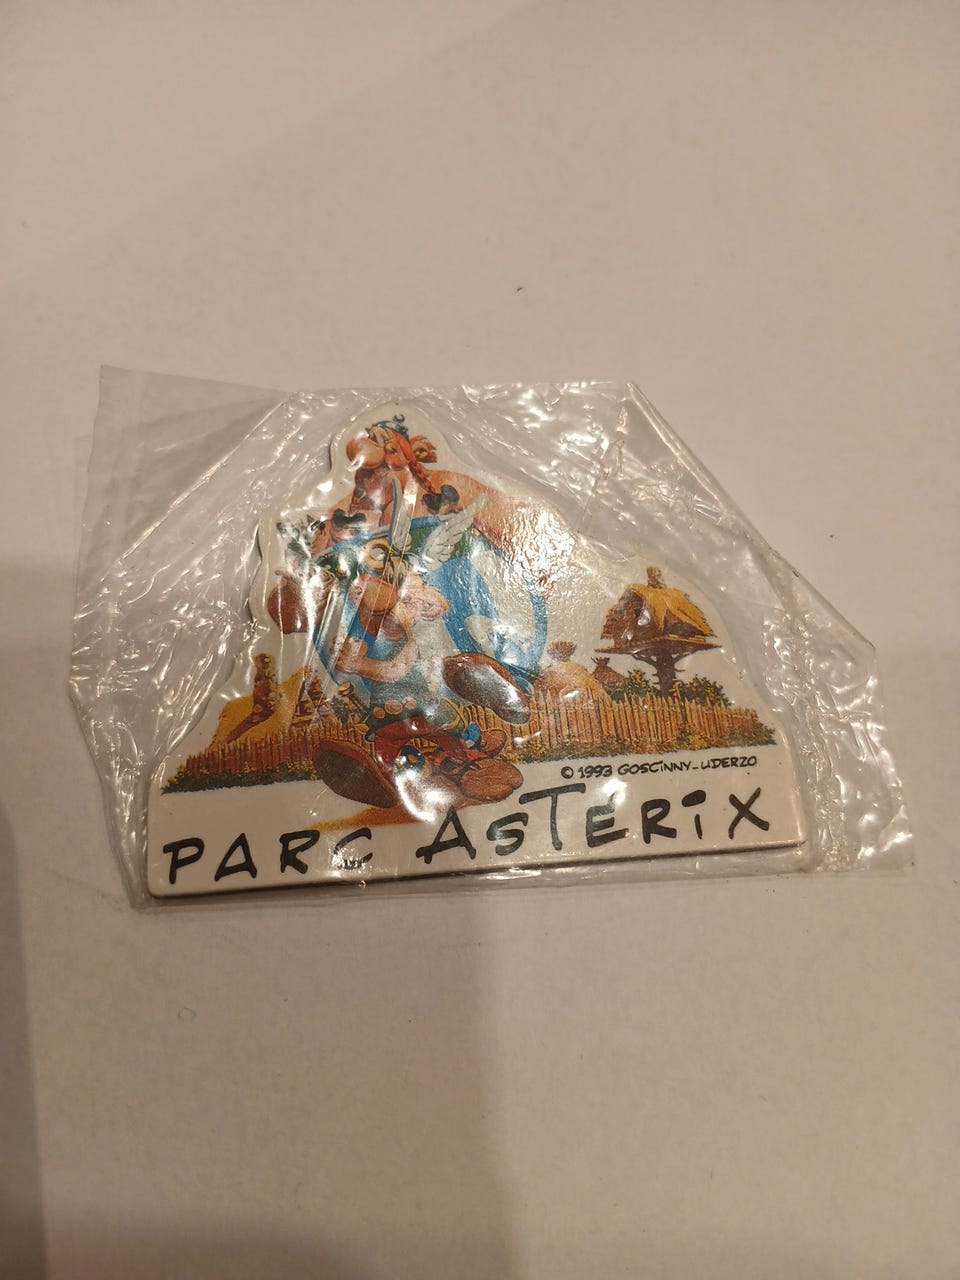 © 1993 GOSCINNY-UDERZO
PARC ASTERIX